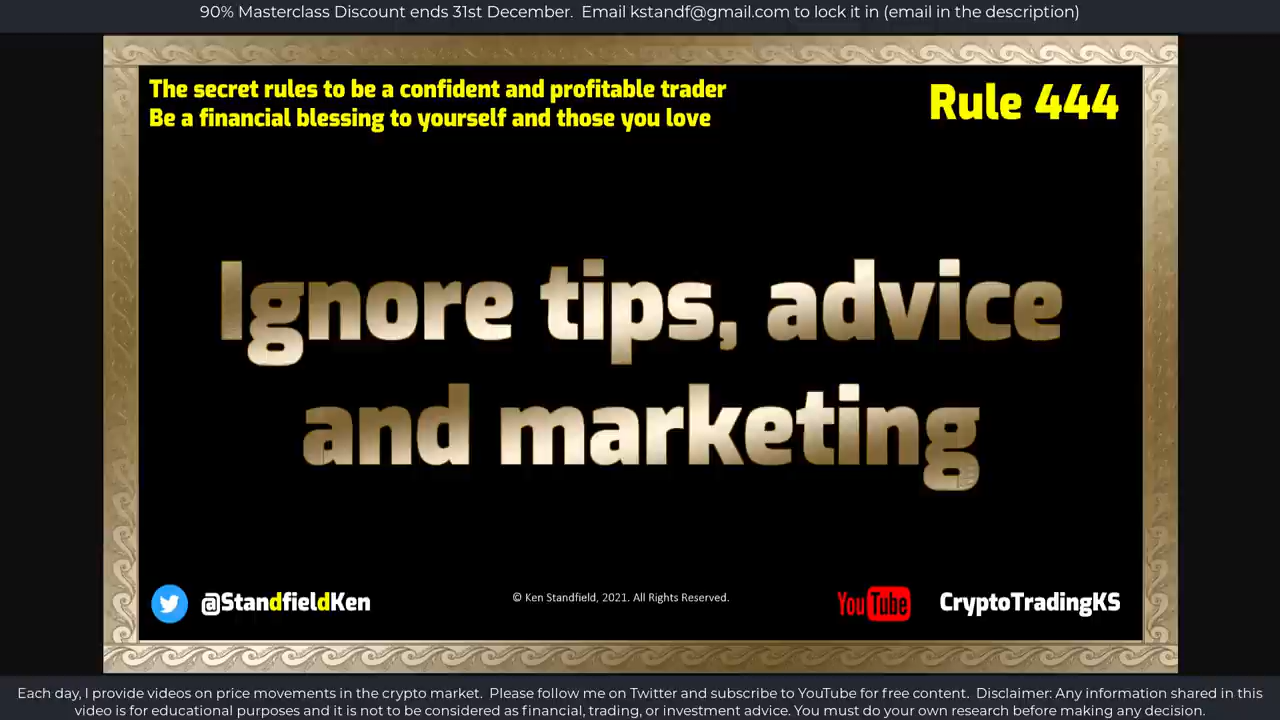 90% Masterclass Discount ends 31st December.  Email kstandf@gmail.com to lock it in (email in the description)
The secret rules to be a confident and profitable trader
Be a financial blessing to yourself and those you love
Rule 444
Ignore tips, advice
and marketing
@StandfieldKen
© Ken Standfield, 2021. All Rights Reserved.
YouTube
CryptoTradingKS
Each day, I provide videos on price movements in the crypto market.  Please follow me on Twitter and subscribe to YouTube for free content.  Disclaimer: Any information shared in this
video is for educational purposes and it is not to be considered as financial, trading, or investment advice. You must do your own research before making any decision.